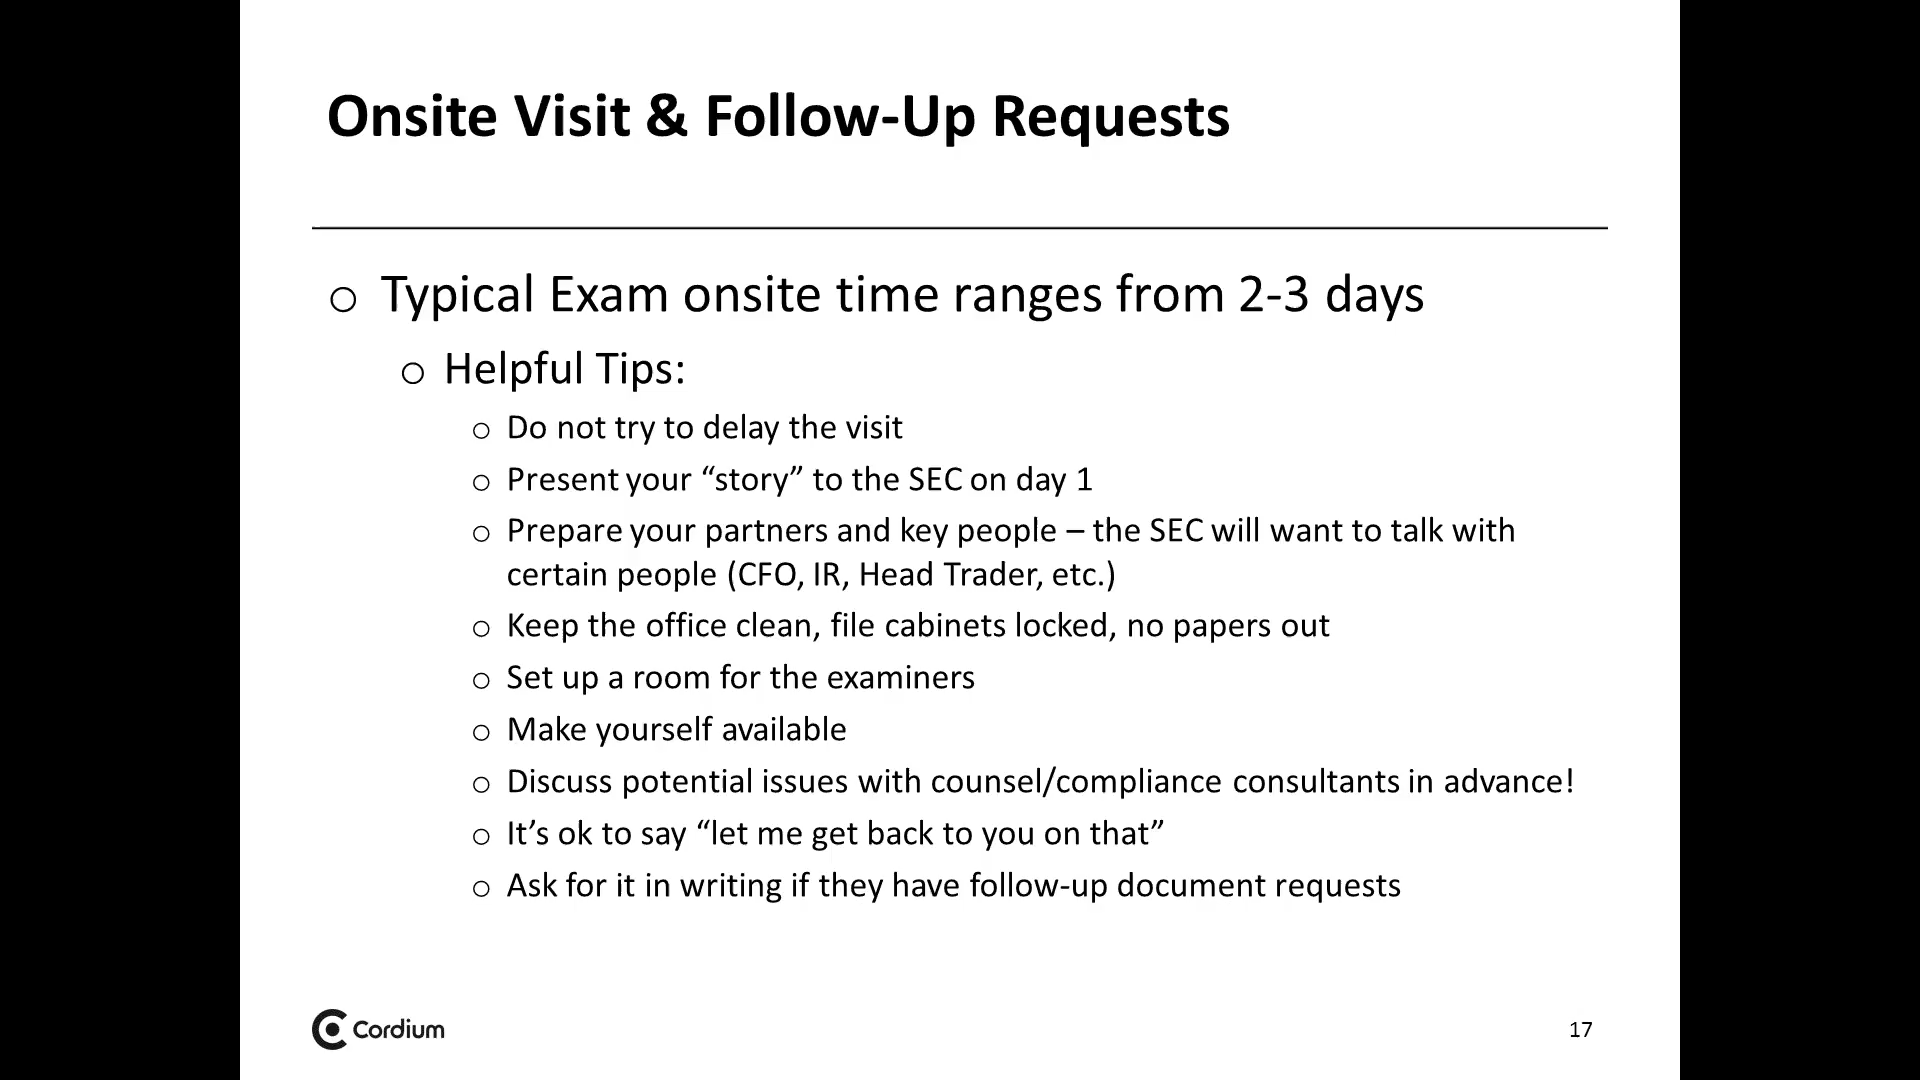 Onsite Visit & Follow-Up Requests
o Typical Exam onsite time ranges from 2-3 days
o Helpful Tips:
o Do not try to delay the visit
o Present your “story” to the SEC on day 1
o Prepare your partners and key people – the SEC will want to talk with
certain people (CFO, IR, Head Trader, etc.)
o Keep the office clean, file cabinets locked, no papers out
o Set up a room for the examiners
o Make yourself available
o Discuss potential issues with counsel/compliance consultants in advance!
o It’s ok to say “let me get back to you on that”
o Ask for it in writing if they have follow-up document requests
Cordium
17